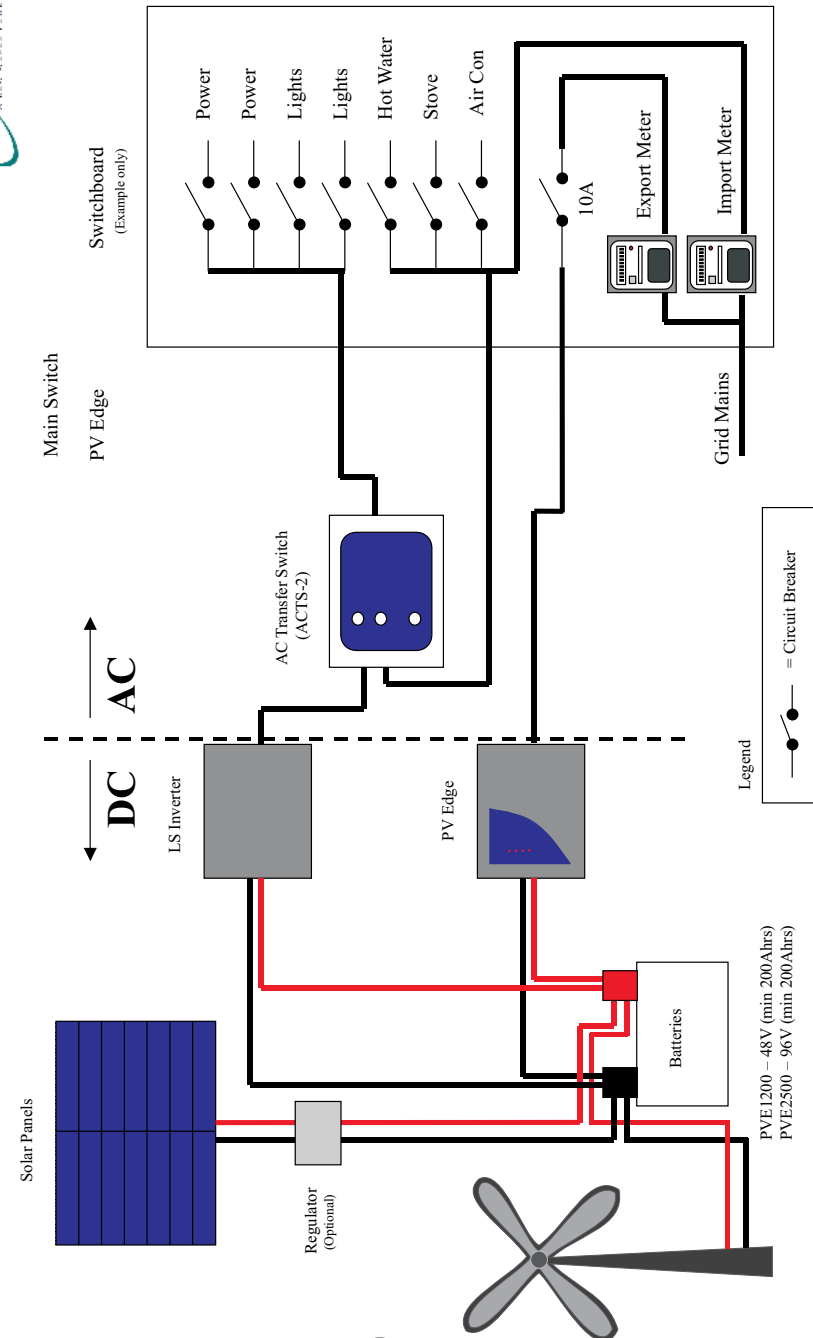 Solar Panels
Regulator
(Optional)
DC
AC
LS Inverter
AC Transfer Switch
(ACTS-2)
PV Edge
Batteries
PVE1200 – 48V (min 200Ahrs)
PVE2500 – 96V (min 200Ahrs)
Main Switch
PV Edge
Switchboard
(Example only)
Power
Power
Lights
Lights
Hot Water
Stove
Air Con
10A
Export Meter
Import Meter
Grid Mains
Legend
= Circuit Breaker